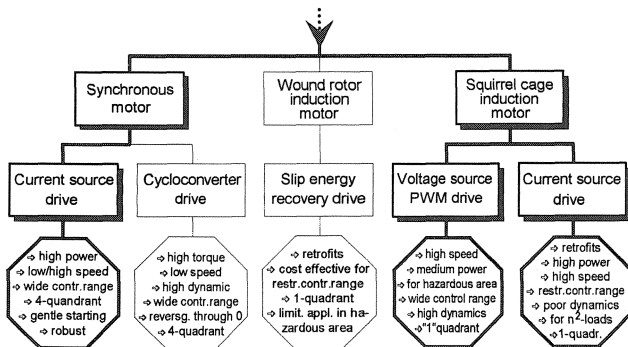 Synchronous
motor
Wound rotor
induction
motor
Squirrel cage
induction
motor
Current source
drive
Cycloconverter
drive
Slip energy
recovery drive
Voltage source
PWM drive
Current source
drive
→ high power
→ low/high speed
→ wide contr.range
→ 4-quandrant
→ gentle starting
→ robust
→ high torque
→ low speed
→ high dynamic
→ wide contr.range
→ reversg. through 0
→ 4-quadrant
→ retrofits
→ cost effective for
restr.contr.range
→ 1-quadrant
→ limit. appl. in ha-
zardous area
→ high speed
→ medium power
→ for hazardous area
→ wide control range
→ high dynamics
→ "1"quadrant
→ retrofits
→ high power
→ high speed
→ restr.contr.range
→ poor dynamics
→ for n²-loads
→ 1-quadr.